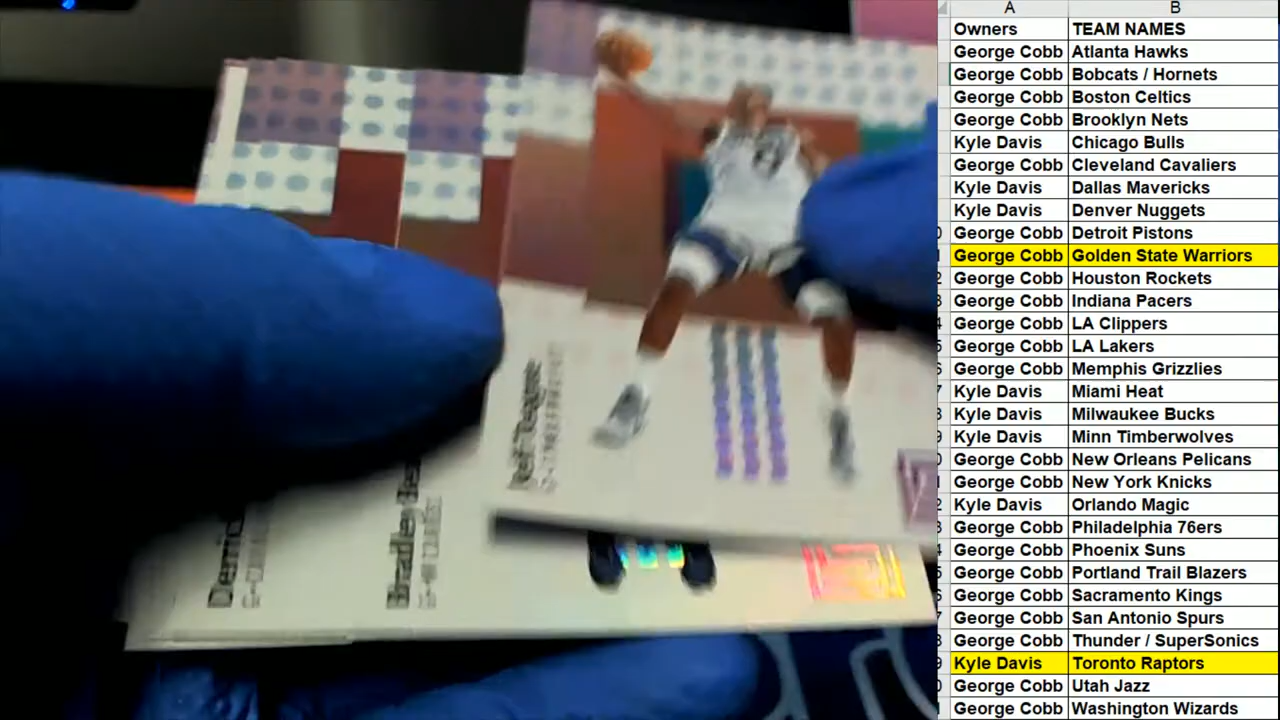 A B
Owners TEAM NAMES
George Cobb Atlanta Hawks
George Cobb Bobcats / Hornets
George Cobb Boston Celtics
George Cobb Brooklyn Nets
Kyle Davis Chicago Bulls
George Cobb Cleveland Cavaliers
Kyle Davis Dallas Mavericks
Kyle Davis Denver Nuggets
George Cobb Detroit Pistons
George Cobb Golden State Warriors
George Cobb Houston Rockets
George Cobb Indiana Pacers
George Cobb LA Clippers
George Cobb LA Lakers
George Cobb Memphis Grizzlies
Kyle Davis Miami Heat
Kyle Davis Milwaukee Bucks
Kyle Davis Minn Timberwolves
George Cobb New Orleans Pelicans
George Cobb New York Knicks
Kyle Davis Orlando Magic
George Cobb Philadelphia 76ers
George Cobb Phoenix Suns
George Cobb Portland Trail Blazers
George Cobb Sacramento Kings
George Cobb San Antonio Spurs
George Cobb Thunder / SuperSonics
Kyle Davis Toronto Raptors
George Cobb Utah Jazz
George Cobb Washington Wizards
Derric
Bradley Bea